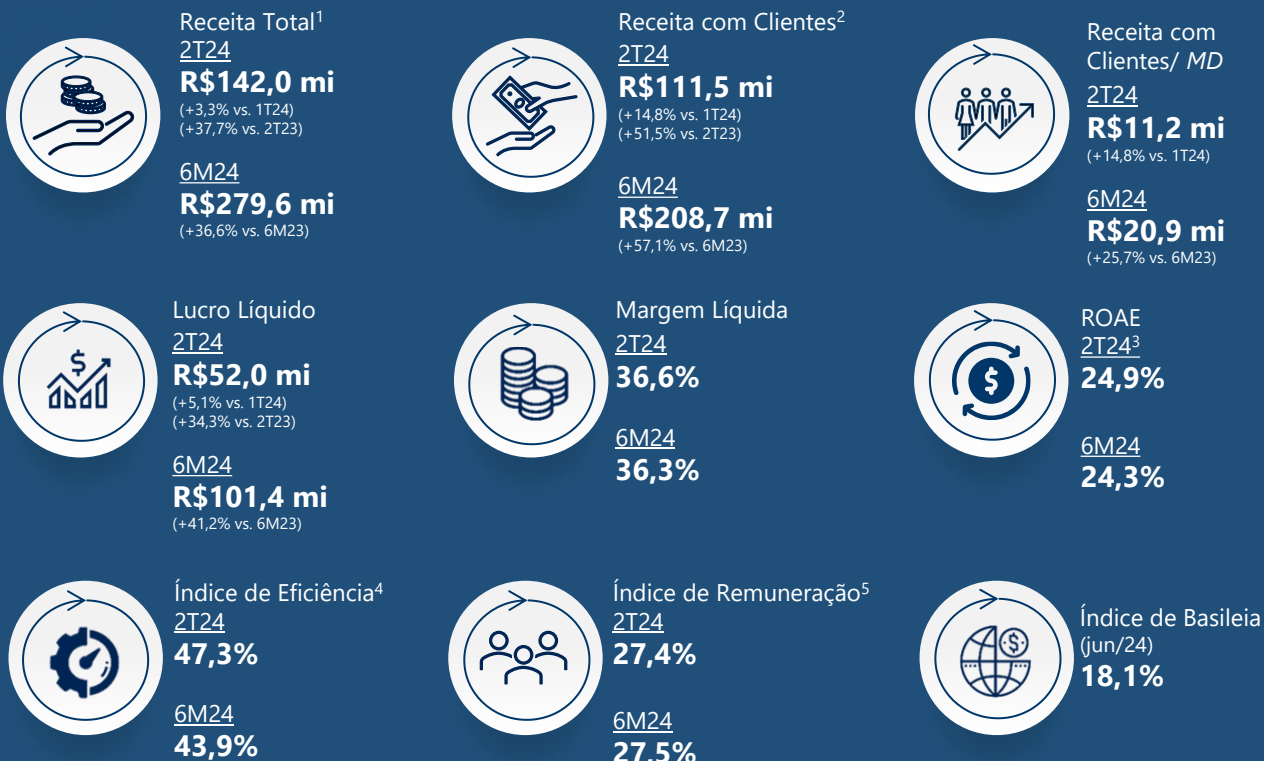 Receita Total¹
2T24
R$142,0 mi
(+3,3% vs. 1T24)
(+37,7% vs. 2T23)
6M24
R$279,6 mi
(+36,6% vs. 6M23)
Receita com Clientes²
2T24
R$111,5 mi
(+14,8% vs. 1T24)
(+51,5% vs. 2T23)
6M24
R$208,7 mi
(+57,1% vs. 6M23)
Receita com
Clientes/ MD
2T24
R$11,2 mi
(+14,8% vs. 1T24)
6M24
R$20,9 mi
(+25,7% vs. 6M23)
Lucro Líquido
2T24
R$52,0 mi
(+5,1% vs. 1T24)
(+34,3% vs. 2T23)
6M24
R$101,4 mi
(+41,2% vs. 6M23)
Margem Líquida
2T24
36,6%
6M24
36,3%
ROAE
2T24³
24,9%
6M24
24,3%
Índice de Eficiência⁴
2T24
47,3%
6M24
43,9%
Índice de Remuneração⁵
2T24
27,4%
6M24
27,5%
Índice de Basileia
(jun/24)
18,1%